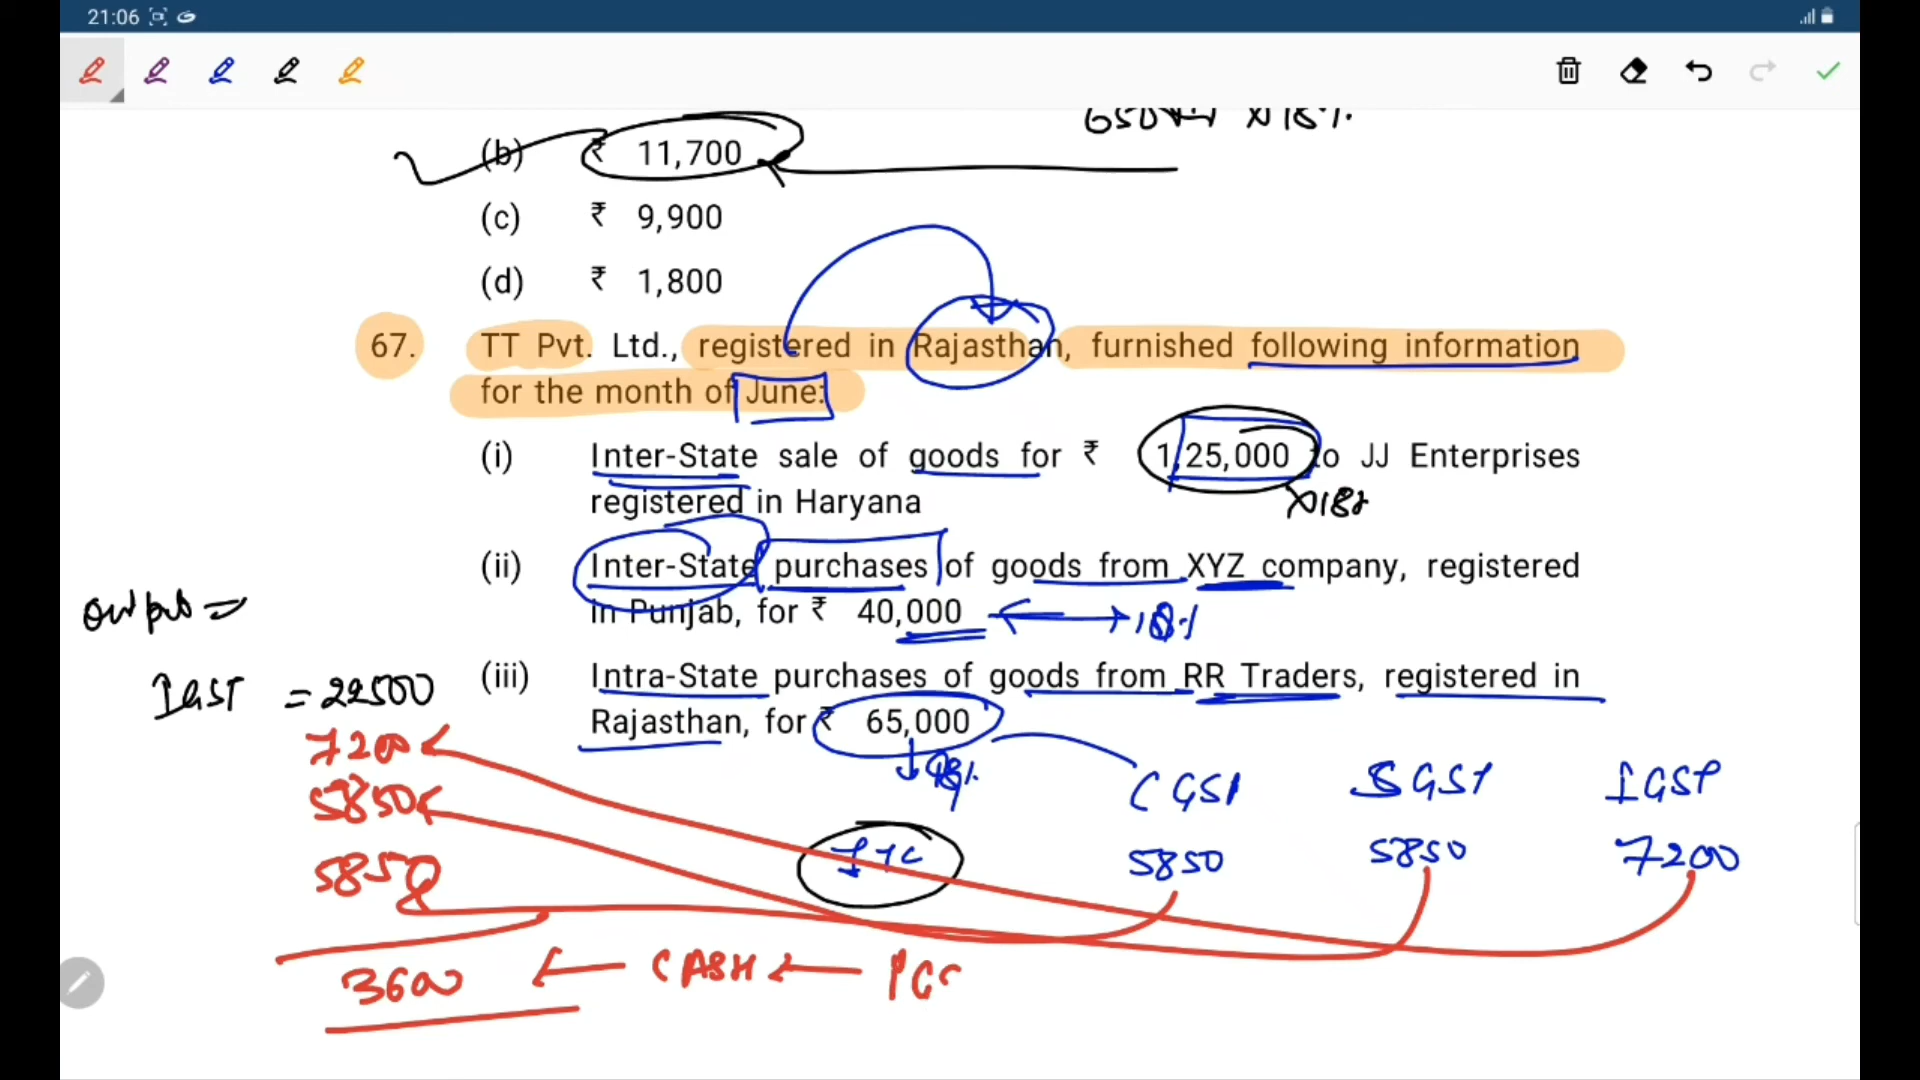 21:06
650 x 18%
(b) ₹ 11,700
(c) ₹ 9,900
(d) ₹ 1,800
67. TT Pvt. Ltd., registered in Rajasthan, furnished following information
for the month of June:
(i) Inter-State sale of goods for ₹ 1,25,000 to JJ Enterprises
registered in Haryana
x18%
(ii) Inter-State purchases of goods from XYZ company, registered
in Punjab, for ₹ 40,000
18%
output =
(iii) Intra-State purchases of goods from RR Traders, registered in
Rajasthan, for ₹ 65,000
IGST = 22500
7200
18%
CGST SGST IGST
5850
ITC 5850 5850 7200
5850
3600 CASH